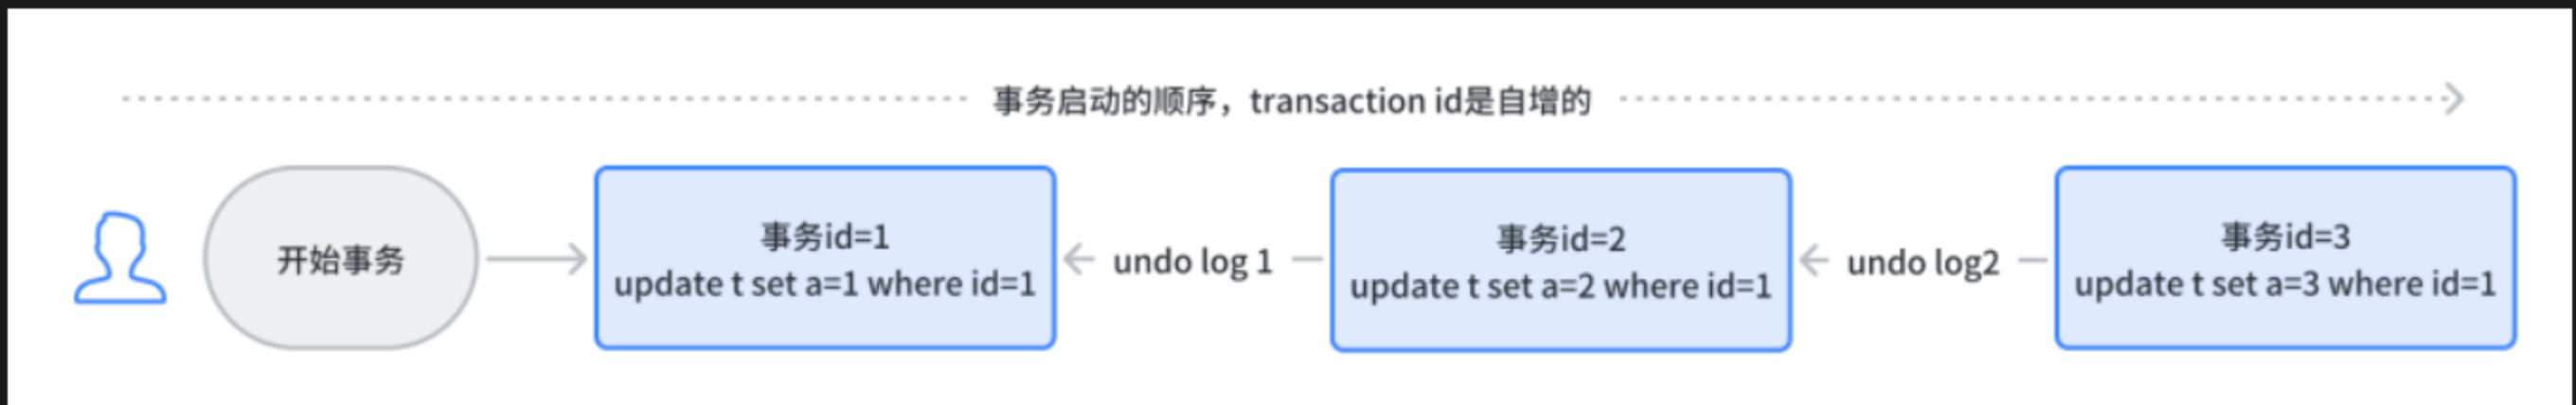 事务启动的顺序，transaction id是自增的
开始事务
事务id=1
update t set a=1 where id=1
undo log 1
事务id=2
update t set a=2 where id=1
undo log2
事务id=3
update t set a=3 where id=1